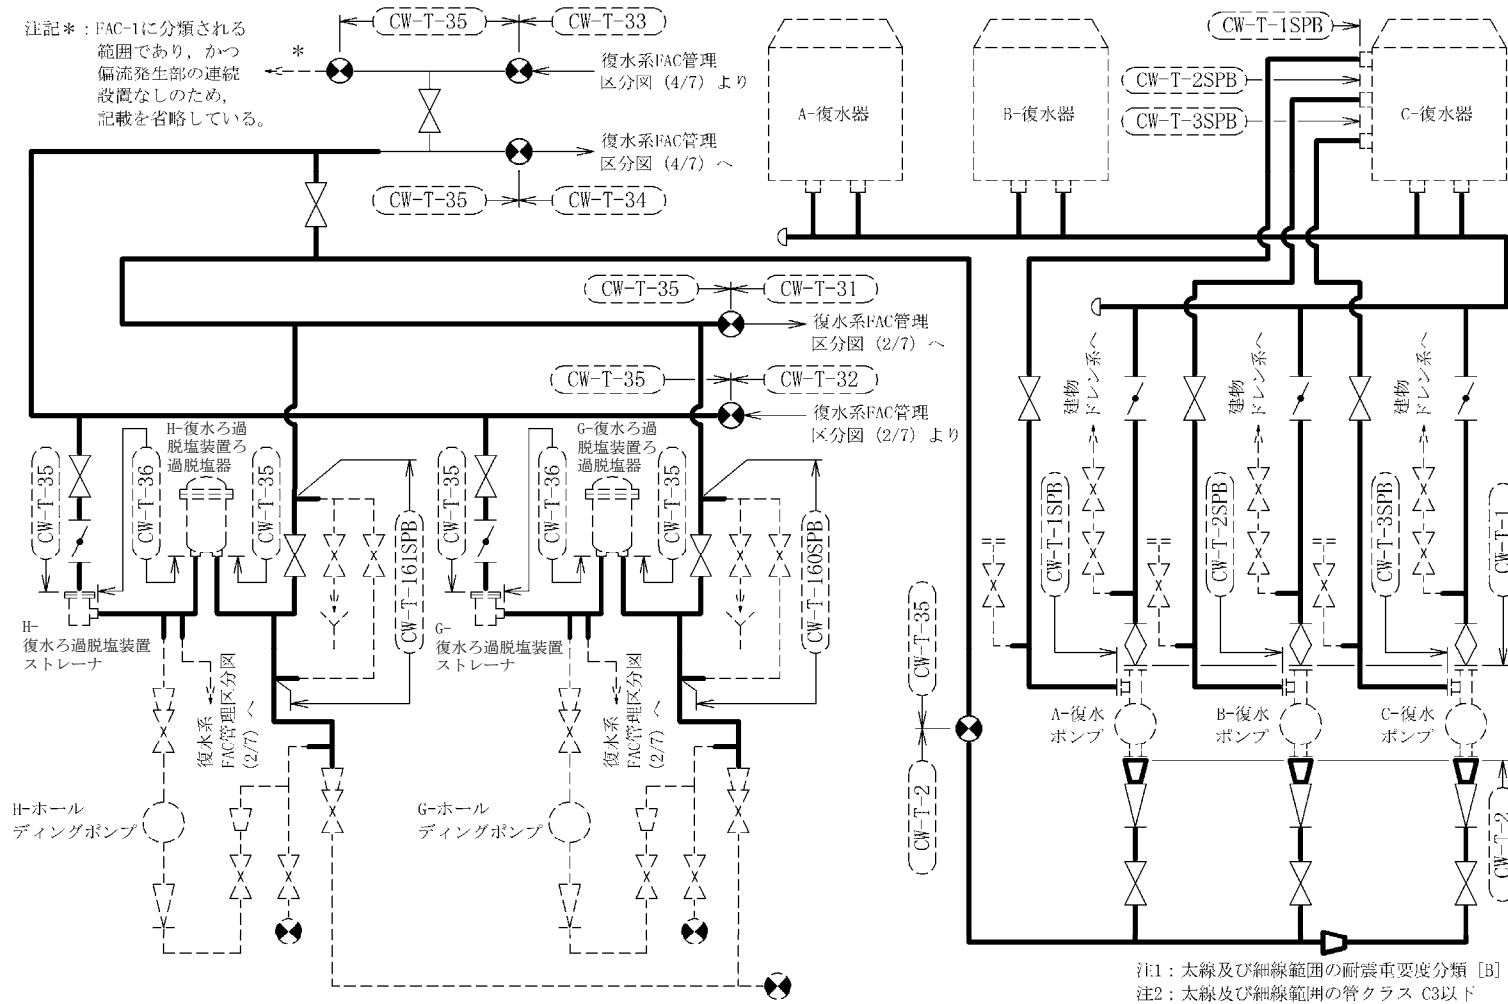 注記＊：FAC-1に分類される
範囲であり，かつ
偏流発生部の連続
設置なしのため，
記載を省略している。
CW-T-35
CW-T-33
＊
復水系FAC管理
区分図（4/7）より
復水系FAC管理
区分図（4/7）へ
CW-T-35
CW-T-34
A-復水器
B-復水器
C-復水器
CW-T-1SPB
CW-T-2SPB
CW-T-3SPB
CW-T-35
CW-T-31
復水系FAC管理
区分図（2/7）へ
CW-T-35
CW-T-32
復水系FAC管理
区分図（2/7）より
H-復水ろ過
脱塩装置ろ
過脱塩器
CW-T-35
CW-T-36
CW-T-35
CW-T-161SPB
H-
復水ろ過脱塩装置
ストレーナ
復水系
FAC管理区分図
（2/7）へ
H-ホール
ディングポンプ
G-復水ろ過
脱塩装置ろ
過脱塩器
CW-T-35
CW-T-36
CW-T-35
CW-T-160SPB
G-
復水ろ過脱塩装置
ストレーナ
復水系
FAC管理区分図
（2/7）へ
G-ホール
ディングポンプ
CW-T-35
CW-T-2
建物
ドレン系へ
建物
ドレン系へ
建物
ドレン系へ
CW-T-1SPB
CW-T-2SPB
CW-T-3SPB
CW-T-1
A-復水
ポンプ
B-復水
ポンプ
C-復水
ポンプ
CW-T-2
注1：太線及び細線範囲の耐震重要度分類［B］
注2：太線及び細線範囲の管クラス C3以下